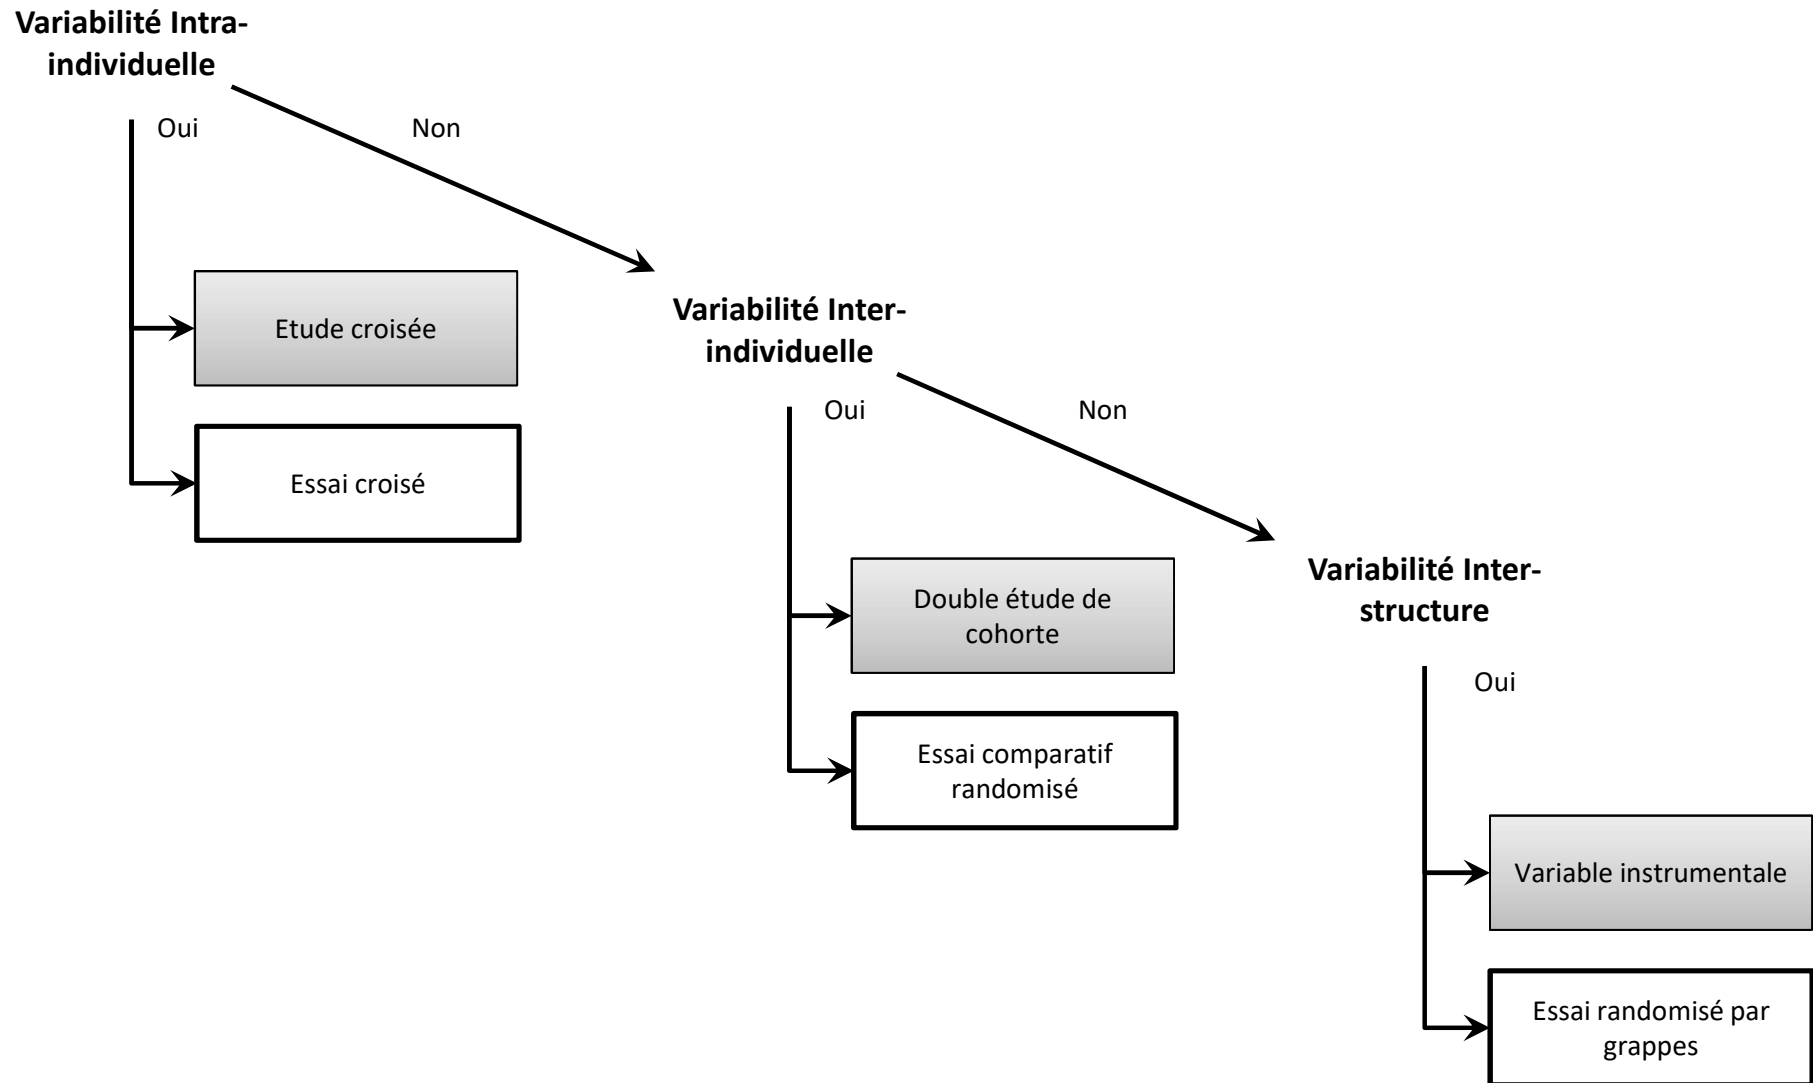 Variabilité Intra-
individuelle
Oui
Non
Etude croisée
Essai croisé
Variabilité Inter-
individuelle
Oui
Non
Double étude de
cohorte
Essai comparatif
randomisé
Variabilité Inter-
structure
Oui
Variable instrumentale
Essai randomisé par
grappes